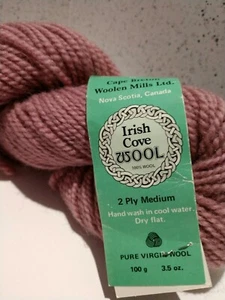 Cape Breton
Woolen Mills Ltd.
Nova Scotia, Canada
Irish
Cove
WOOL
100% WOOL
2 Ply Medium
Hand wash in cool water.
Dry flat.
PURE VIRGIN WOOL
100 g 3.5 oz.